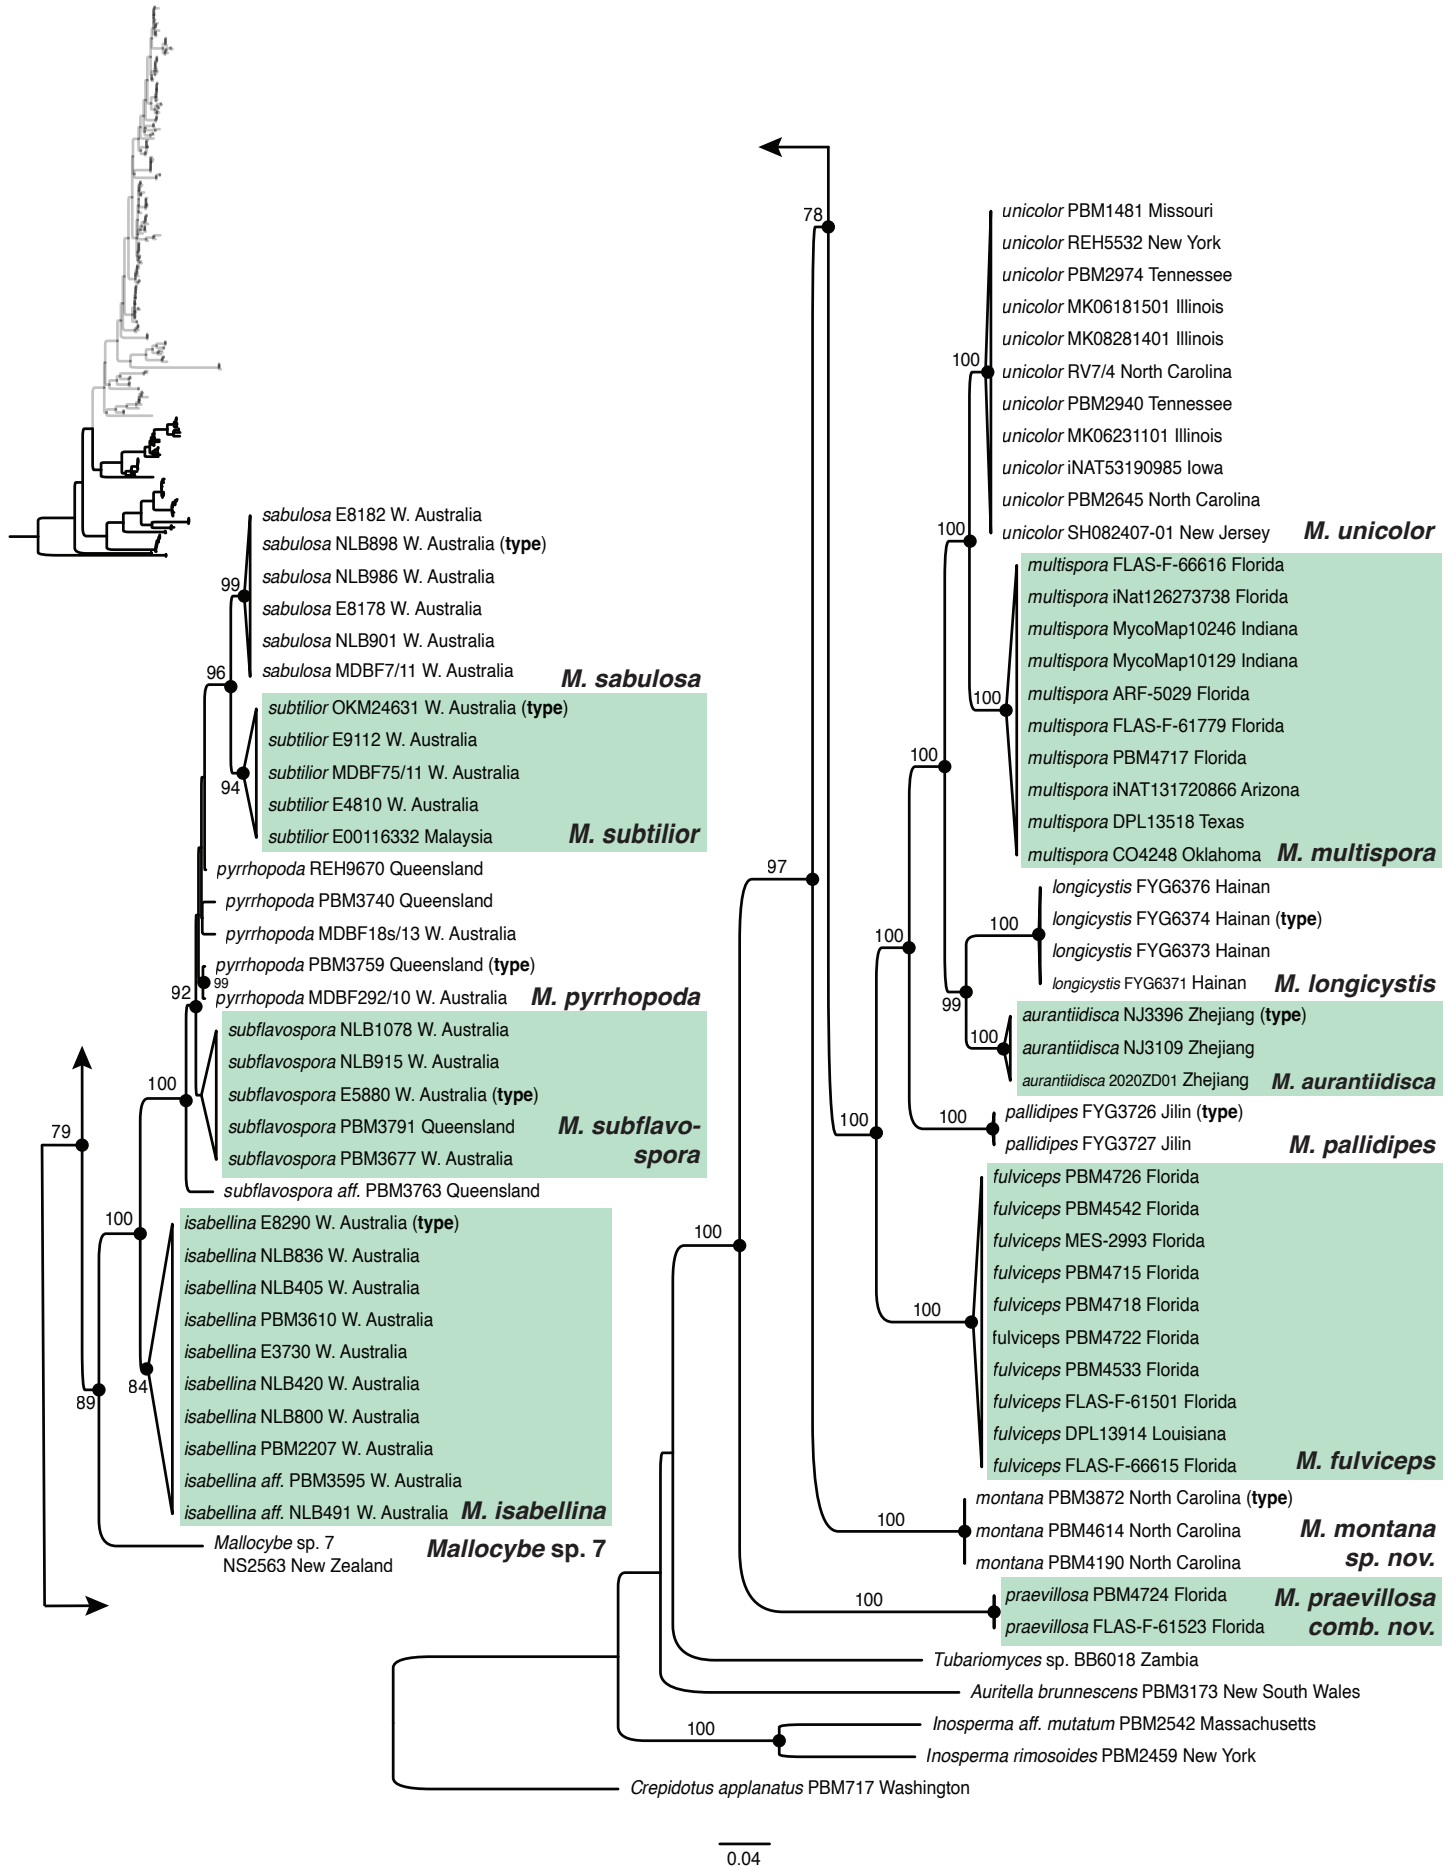 sabulosa E8182 W. Australia
sabulosa NLB898 W. Australia (type)
sabulosa NLB986 W. Australia
99
sabulosa E8178 W. Australia
sabulosa NLB901 W. Australia
sabulosa MDBF7/11 W. Australia
M. sabulosa
96
subtilior OKM24631 W. Australia (type)
subtilior E9112 W. Australia
subtilior MDBF75/11 W. Australia
94
subtilior E4810 W. Australia
subtilior E00116332 Malaysia
M. subtilior
pyrrhopoda REH9670 Queensland
pyrrhopoda PBM3740 Queensland
pyrrhopoda MDBF18s/13 W. Australia
pyrrhopoda PBM3759 Queensland (type)
99
92
pyrrhopoda MDBF292/10 W. Australia
M. pyrrhopoda
subflavospora NLB1078 W. Australia
subflavospora NLB915 W. Australia
100
subflavospora E5880 W. Australia (type)
subflavospora PBM3791 Queensland
subflavospora PBM3677 W. Australia
M. subflavo-
spora
79
subflavospora aff. PBM3763 Queensland
100
isabellina E8290 W. Australia (type)
isabellina NLB836 W. Australia
isabellina NLB405 W. Australia
isabellina PBM3610 W. Australia
isabellina E3730 W. Australia
84
89
isabellina NLB420 W. Australia
isabellina NLB800 W. Australia
isabellina PBM2207 W. Australia
isabellina aff. PBM3595 W. Australia
isabellina aff. NLB491 W. Australia
M. isabellina
Mallocybe sp. 7
NS2563 New Zealand
Mallocybe sp. 7
78
unicolor PBM1481 Missouri
unicolor REH5532 New York
unicolor PBM2974 Tennessee
unicolor MK06181501 Illinois
unicolor MK08281401 Illinois
100
unicolor RV7/4 North Carolina
unicolor PBM2940 Tennessee
unicolor MK06231101 Illinois
unicolor iNAT53190985 Iowa
unicolor PBM2645 North Carolina
100
unicolor SH082407-01 New Jersey
M. unicolor
multispora FLAS-F-66616 Florida
multispora iNat126273738 Florida
multispora MycoMap10246 Indiana
multispora MycoMap10129 Indiana
100
multispora ARF-5029 Florida
multispora FLAS-F-61779 Florida
100
multispora PBM4717 Florida
multispora iNAT131720866 Arizona
multispora DPL13518 Texas
multispora CO4248 Oklahoma
M. multispora
97
longicystis FYG6376 Hainan
100
longicystis FYG6374 Hainan (type)
100
longicystis FYG6373 Hainan
longicystis FYG6371 Hainan
M. longicystis
99
aurantiidisca NJ3396 Zhejiang (type)
100
aurantiidisca NJ3109 Zhejiang
aurantiidisca 2020ZD01 Zhejiang
M. aurantiidisca
100
100
pallidipes FYG3726 Jilin (type)
pallidipes FYG3727 Jilin
M. pallidipes
fulviceps PBM4726 Florida
fulviceps PBM4542 Florida
100
fulviceps MES-2993 Florida
fulviceps PBM4715 Florida
100
fulviceps PBM4718 Florida
fulviceps PBM4722 Florida
fulviceps PBM4533 Florida
fulviceps FLAS-F-61501 Florida
fulviceps DPL13914 Louisiana
fulviceps FLAS-F-66615 Florida
M. fulviceps
montana PBM3872 North Carolina (type)
100
montana PBM4614 North Carolina
montana PBM4190 North Carolina
M. montana
sp. nov.
100
praevillosa PBM4724 Florida
praevillosa FLAS-F-61523 Florida
M. praevillosa
comb. nov.
Tubariomyces sp. BB6018 Zambia
Auritella brunnescens PBM3173 New South Wales
100
Inosperma aff. mutatum PBM2542 Massachusetts
Inosperma rimosoides PBM2459 New York
Crepidotus applanatus PBM717 Washington
0.04